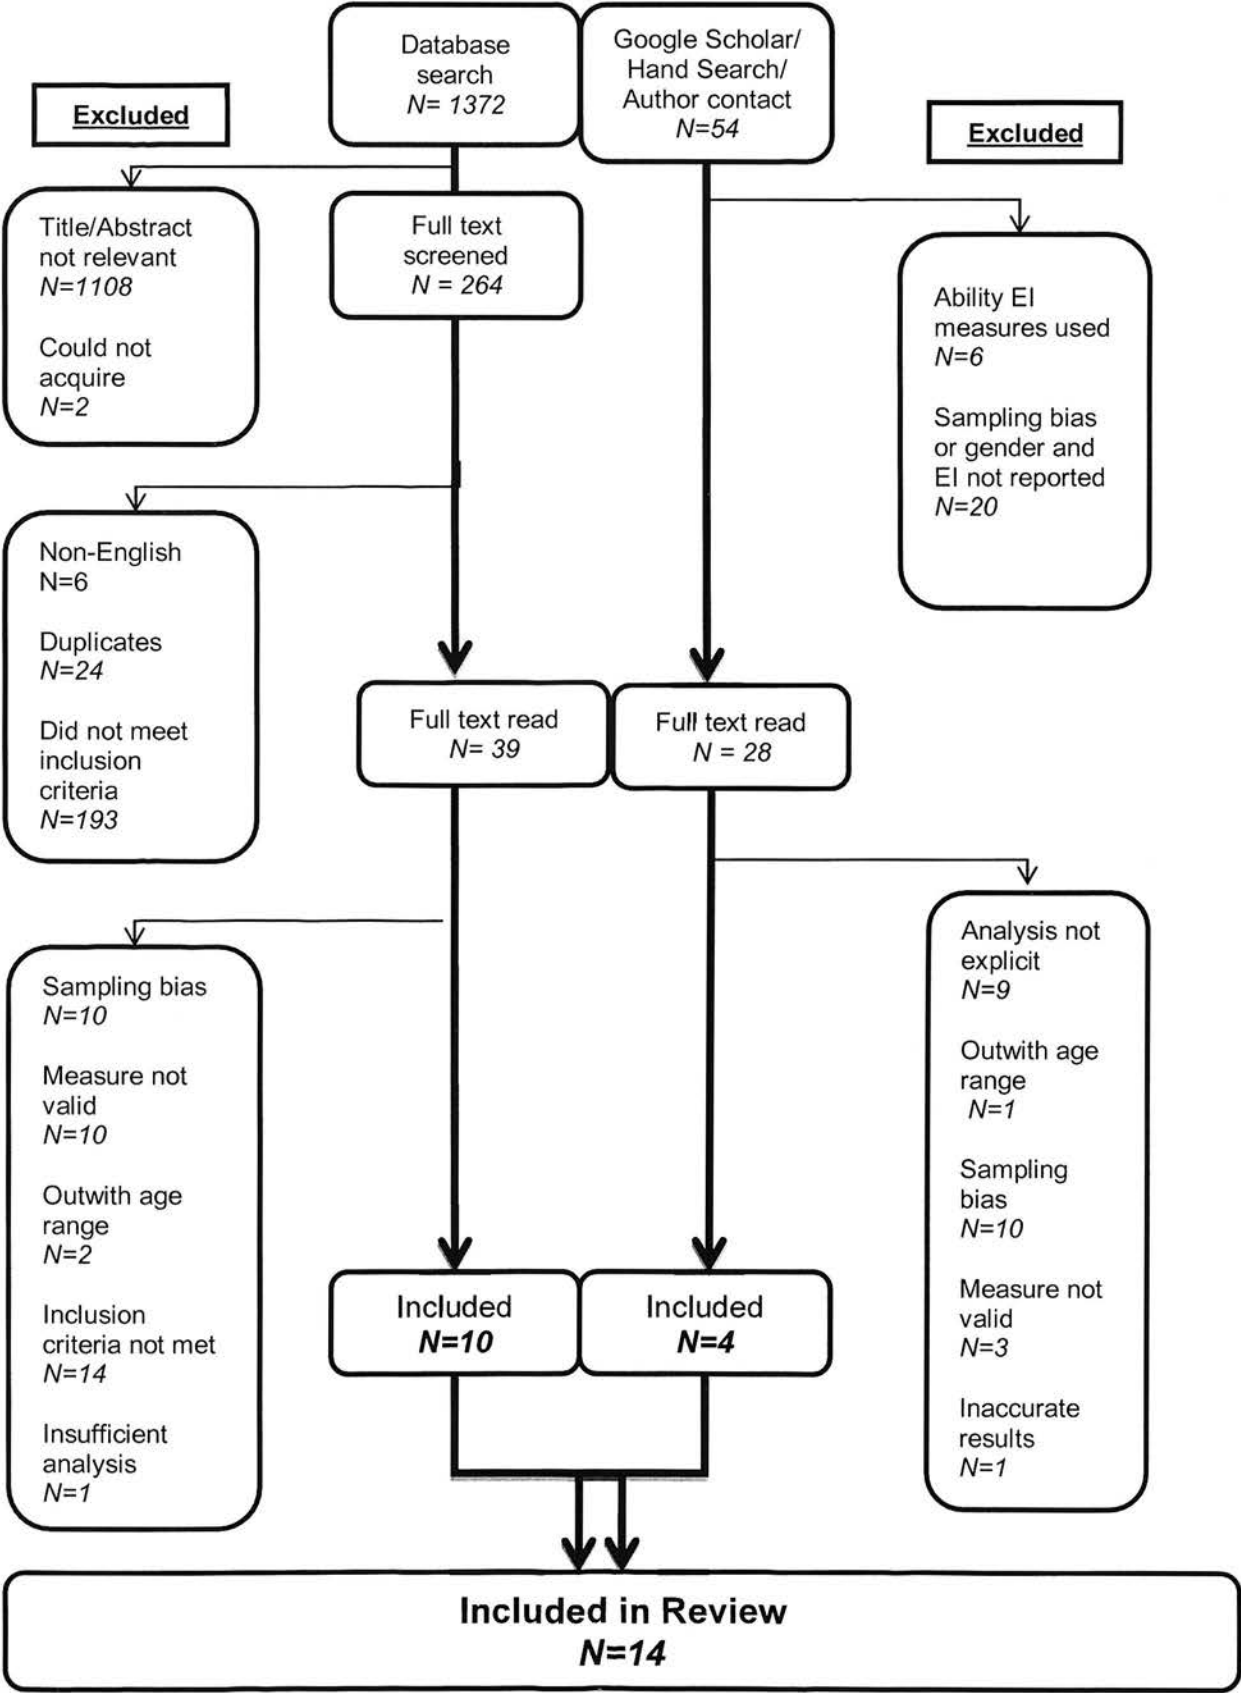 Database
search
N= 1372
Google Scholar/
Hand Search/
Author contact
N=54
Excluded
Excluded
Title/Abstract
not relevant
N=1108
Could not
acquire
N=2
Full text
screened
N = 264
Ability EI
measures used
N=6
Sampling bias
or gender and
EI not reported
N=20
Non-English
N=6
Duplicates
N=24
Did not meet
inclusion
criteria
N=193
Full text read
N= 39
Full text read
N = 28
Sampling bias
N=10
Measure not
valid
N=10
Outwith age
range
N=2
Inclusion
criteria not met
N=14
Insufficient
analysis
N=1
Analysis not
explicit
N=9
Outwith age
range
N=1
Sampling
bias
N=10
Measure not
valid
N=3
Inaccurate
results
N=1
Included
N=10
Included
N=4
Included in Review
N=14